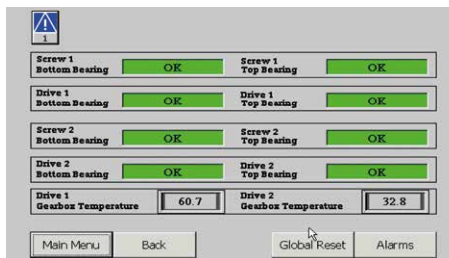 1
Screw 1 Screw 1
Bottom Bearing OK Top Bearing OK
Drive 1 Drive 1
Bottom Bearing OK Top Bearing OK
Screw 2 Screw 2
Bottom Bearing OK Top Bearing OK
Drive 2 Drive 2
Bottom Bearing OK Top Bearing OK
Drive 1 Drive 2
Gearbox Temperature 60.7 Gearbox Temperature 32.8
Main Menu Back Global Reset Alarms